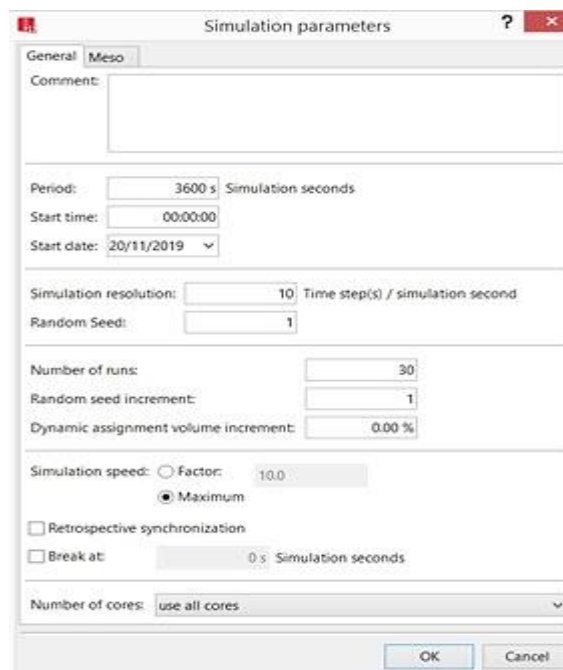 Simulation parameters ? ×
General Meso
Comment:
Period: 3600 s Simulation seconds
Start time: 00:00:00
Start date: 20/11/2019
Simulation resolution: 10 Time step(s) / simulation second
Random Seed: 1
Number of runs: 30
Random seed increment: 1
Dynamic assignment volume increment: 0.00 %
Simulation speed: Factor: 10.0
Maximum
Retrospective synchronization
Break at: 0 s Simulation seconds
Number of cores: use all cores
OK Cancel